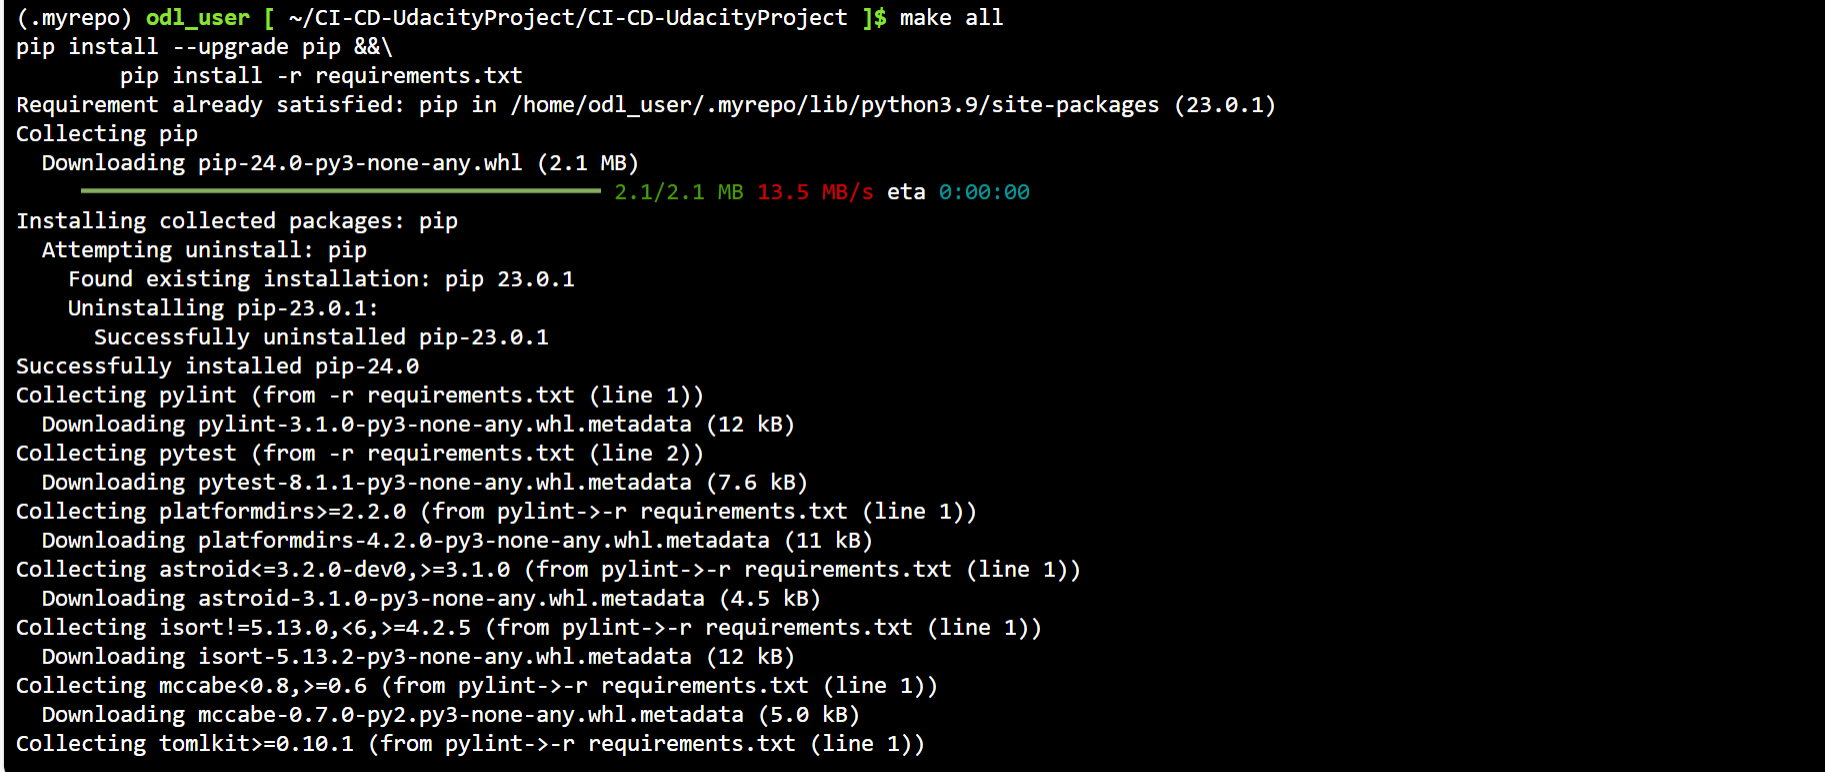 (.myrepo) odl_user [ ~/CI-CD-UdacityProject/CI-CD-UdacityProject ]$ make all
pip install --upgrade pip &&\
        pip install -r requirements.txt
Requirement already satisfied: pip in /home/odl_user/.myrepo/lib/python3.9/site-packages (23.0.1)
Collecting pip
  Downloading pip-24.0-py3-none-any.whl (2.1 MB)
     2.1/2.1 MB 13.5 MB/s eta 0:00:00
Installing collected packages: pip
  Attempting uninstall: pip
    Found existing installation: pip 23.0.1
    Uninstalling pip-23.0.1:
      Successfully uninstalled pip-23.0.1
Successfully installed pip-24.0
Collecting pylint (from -r requirements.txt (line 1))
  Downloading pylint-3.1.0-py3-none-any.whl.metadata (12 kB)
Collecting pytest (from -r requirements.txt (line 2))
  Downloading pytest-8.1.1-py3-none-any.whl.metadata (7.6 kB)
Collecting platformdirs>=2.2.0 (from pylint->-r requirements.txt (line 1))
  Downloading platformdirs-4.2.0-py3-none-any.whl.metadata (11 kB)
Collecting astroid<=3.2.0-dev0,>=3.1.0 (from pylint->-r requirements.txt (line 1))
  Downloading astroid-3.1.0-py3-none-any.whl.metadata (4.5 kB)
Collecting isort!=5.13.0,<6,>=4.2.5 (from pylint->-r requirements.txt (line 1))
  Downloading isort-5.13.2-py3-none-any.whl.metadata (12 kB)
Collecting mccabe<0.8,>=0.6 (from pylint->-r requirements.txt (line 1))
  Downloading mccabe-0.7.0-py2.py3-none-any.whl.metadata (5.0 kB)
Collecting tomlkit>=0.10.1 (from pylint->-r requirements.txt (line 1))